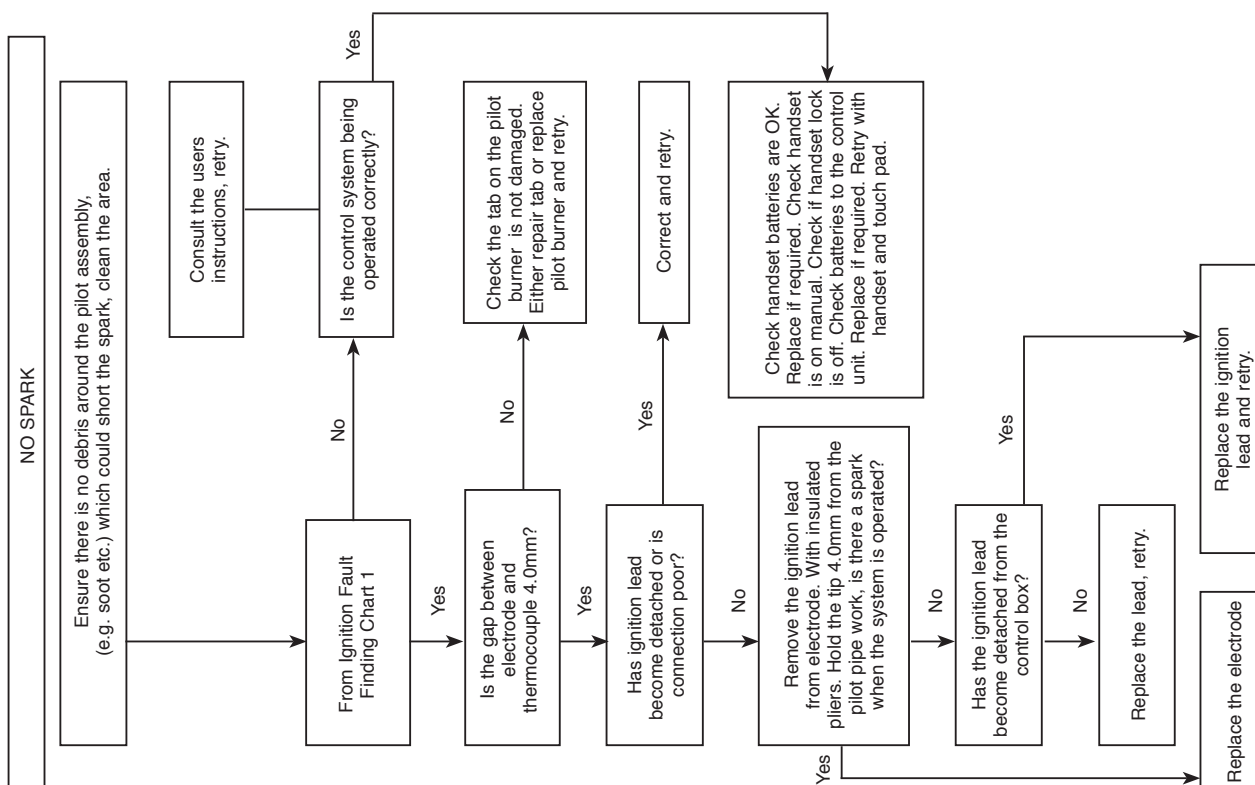 NO SPARK
Ensure there is no debris around the pilot assembly,
(e.g. soot etc.) which could short the spark, clean the area.
Consult the users
instructions, retry.
From Ignition Fault
Finding Chart 1
No
Is the control system being
operated correctly?
Yes
Yes
Is the gap between
electrode and
thermocouple 4.0mm?
No
Check the tab on the pilot
burner is not damaged.
Either repair tab or replace
pilot burner and retry.
Yes
Has ignition lead
become detached or is
connection poor?
Yes
Correct and retry.
No
Remove the ignition lead
from electrode. With insulated
pliers. Hold the tip 4.0mm from the
pilot pipe work, is there a spark
when the system is operated?
Check handset batteries are OK.
Replace if required. Check handset
is on manual. Check if handset lock
is off. Check batteries to the control
unit. Replace if required. Retry with
handset and touch pad.
Yes
No
Has the ignition lead
become detached from the
control box?
Yes
No
Replace the lead, retry.
Replace the electrode
Replace the ignition
lead and retry.